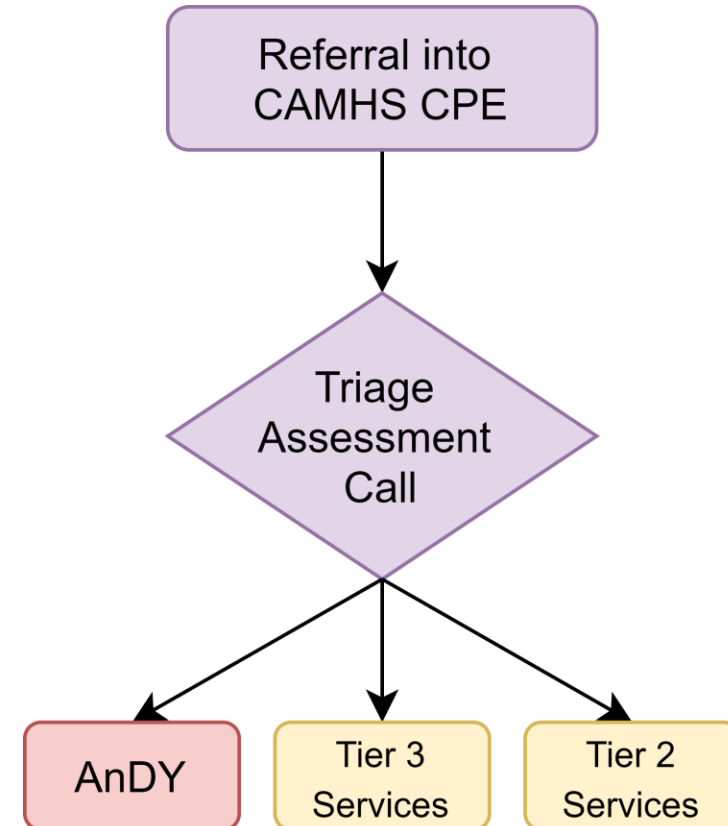 Referral into
CAMHS CPE
Triage
Assessment
Call
AnDY
Tier 3
Services
Tier 2
Services